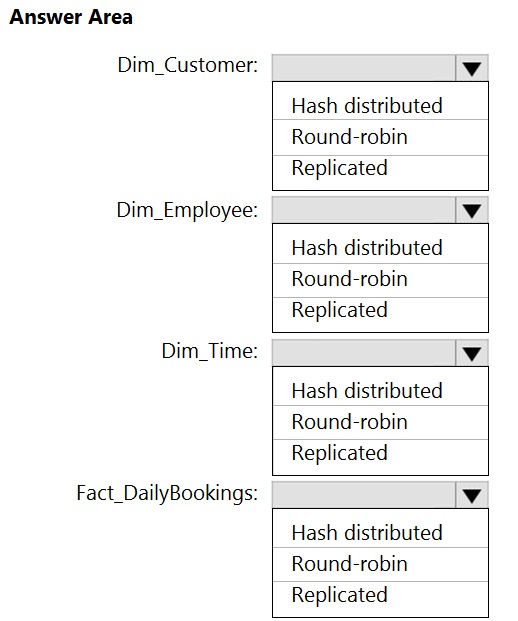 Answer Area
Dim_Customer:
Hash distributed
Round-robin
Replicated
Dim_Employee:
Hash distributed
Round-robin
Replicated
Dim_Time:
Hash distributed
Round-robin
Replicated
Fact_DailyBookings:
Hash distributed
Round-robin
Replicated